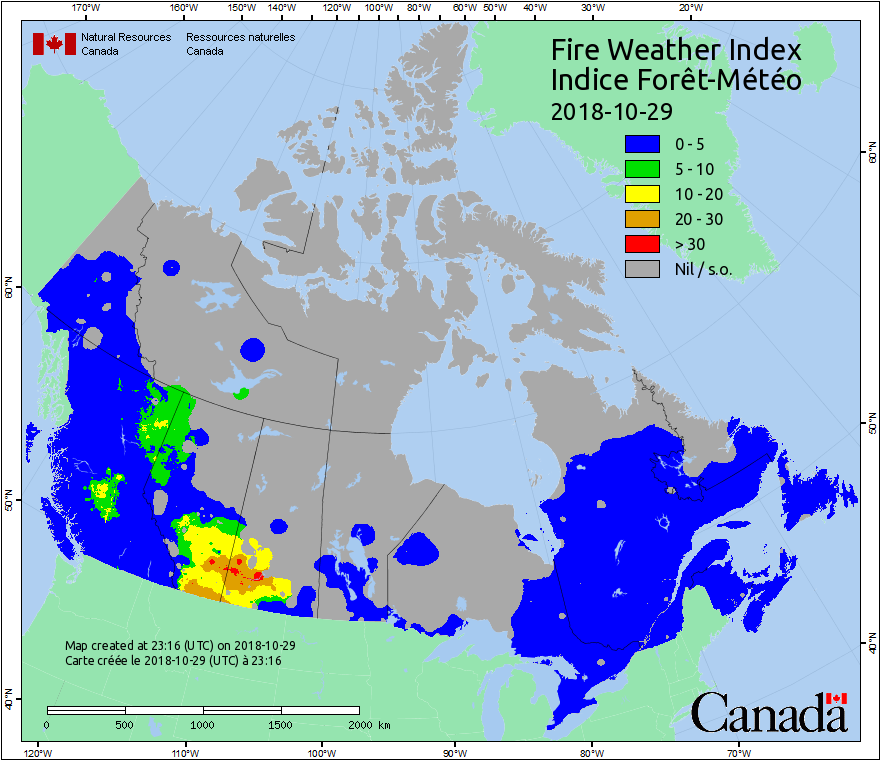 170°W 160°W 150°W 140°W 130°W 120°W 110°W 100°W 90°W 80°W 70°W 60°W 50°W 40°W 30°W 20°W
Natural Resources Ressources naturelles
Canada Canada
Fire Weather Index
Indice Forêt-Météo
2018-10-29
0 - 5
5 - 10
10 - 20
20 - 30
> 30
Nil / s.o.
60°N
60°N
50°N
50°N
40°N
40°N
Map created at 23:16 (UTC) on 2018-10-29
Carte créée le 2018-10-29 (UTC) à 23:16
0 500 1000 1500 2000 km
Canada
120°W 110°W 100°W 90°W 80°W 70°W